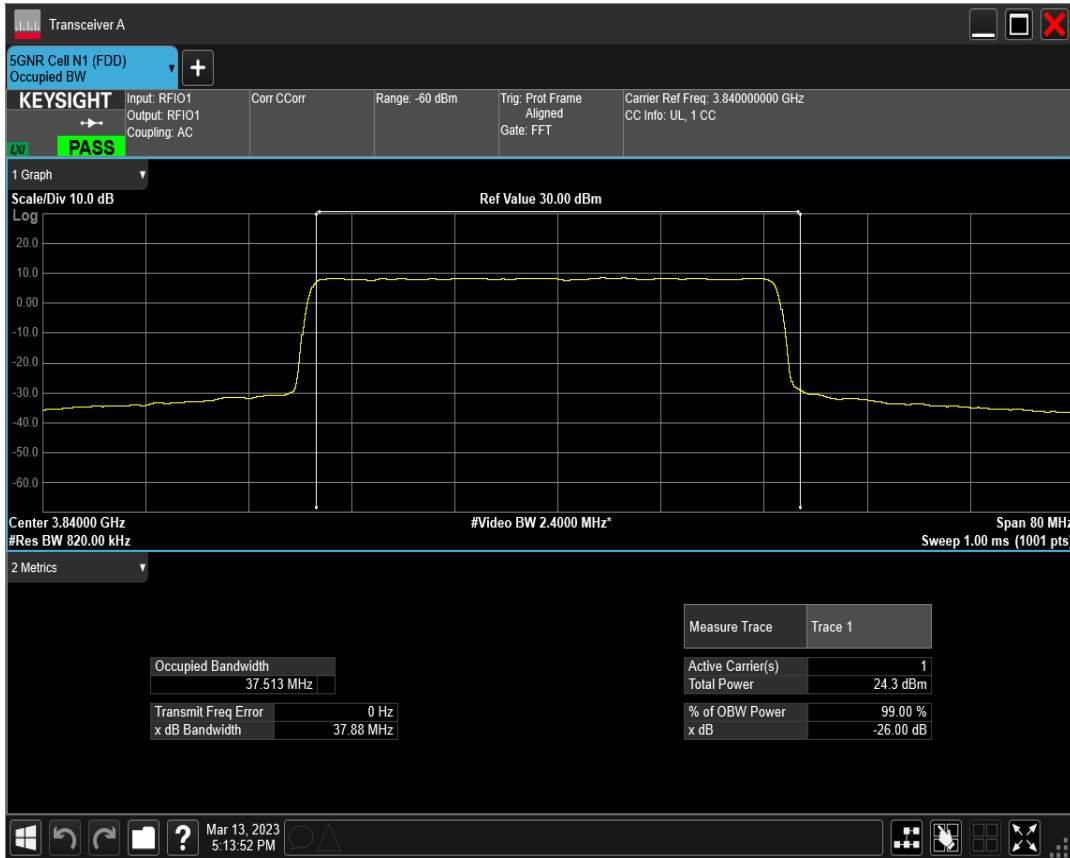 Transceiver A
5GNR Cell N1 (FDD)
Occupied BW
+
KEYSIGHT
LXI
PASS
Input: RFIO1
Output: RFIO1
Coupling: AC
Corr CCorr
Range: -60 dBm
Trig: Prot Frame
Aligned
Gate: FFT
Carrier Ref Freq: 3.840000000 GHz
CC Info: UL, 1 CC
1 Graph
Scale/Div 10.0 dB
Ref Value 30.00 dBm
Log
20.0
10.0
0.00
-10.0
-20.0
-30.0
-40.0
-50.0
-60.0
Center 3.84000 GHz
#Video BW 2.4000 MHz*
Span 80 MHz
#Res BW 820.00 kHz
Sweep 1.00 ms (1001 pts)
2 Metrics
Measure Trace Trace 1
Occupied Bandwidth
37.513 MHz
Transmit Freq Error 0 Hz
x dB Bandwidth 37.88 MHz
Active Carrier(s) 1
Total Power 24.3 dBm
% of OBW Power 99.00 %
x dB -26.00 dB
?
Mar 13, 2023
5:13:52 PM